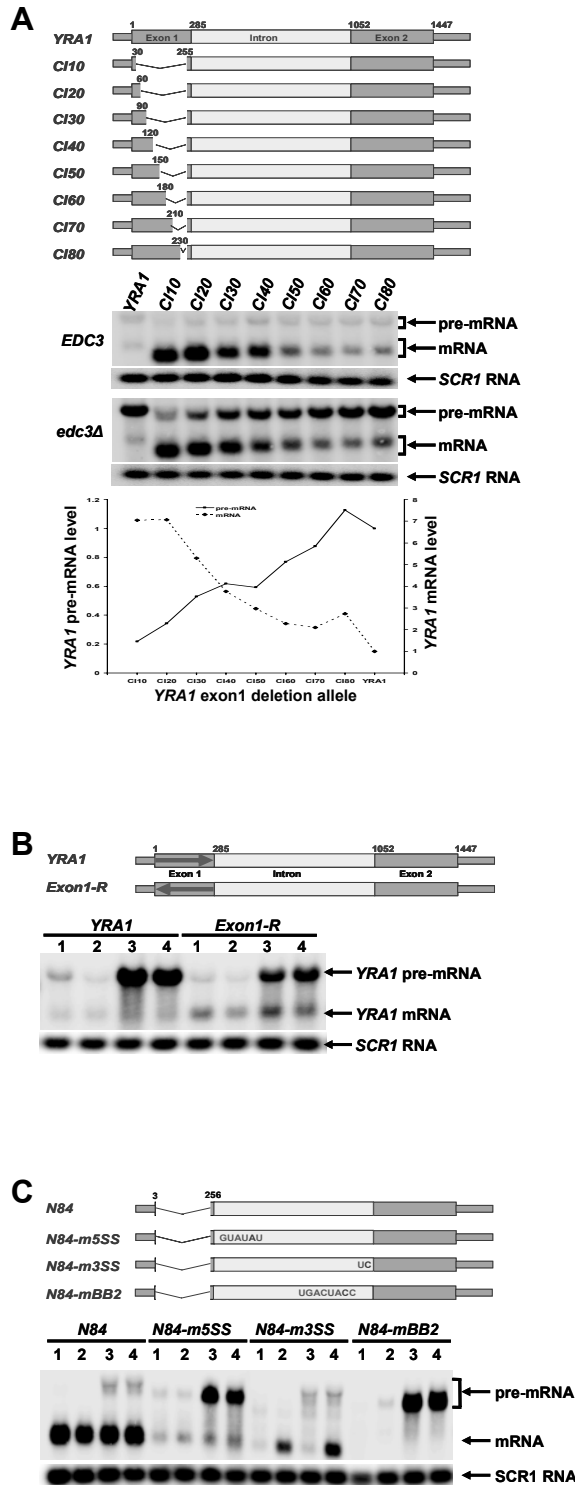 A
1 285 1052 1447
YRA1 Exon 1 Intron Exon 2
30 255
CI10
60
CI20
90
CI30
120
CI40
150
CI50
180
CI60
210
CI70
230
CI80
YRA1 CI10 CI20 CI30 CI40 CI50 CI60 CI70 CI80
EDC3
pre-mRNA
mRNA
SCR1 RNA
edc3Δ
pre-mRNA
mRNA
SCR1 RNA
YRA1 pre-mRNA level
1.2
1
0.8
0.6
0.4
0.2
0
pre-mRNA
mRNA
8
7
6
5
4
3
2
1
0
YRA1 mRNA level
CI10 CI20 CI30 CI40 CI50 CI60 CI70 CI80 YRA1
YRA1 exon1 deletion allele
B
1 285 1052 1447
YRA1
Exon 1 Intron Exon 2
Exon1-R
YRA1 Exon1-R
1 2 3 4 1 2 3 4
YRA1 pre-mRNA
YRA1 mRNA
SCR1 RNA
C
3 256
N84
N84-m5SS GUAUAU
N84-m3SS UC
N84-mBB2 UGACUACC
N84 N84-m5SS N84-m3SS N84-mBB2
1 2 3 4 1 2 3 4 1 2 3 4 1 2 3 4
pre-mRNA
mRNA
SCR1 RNA